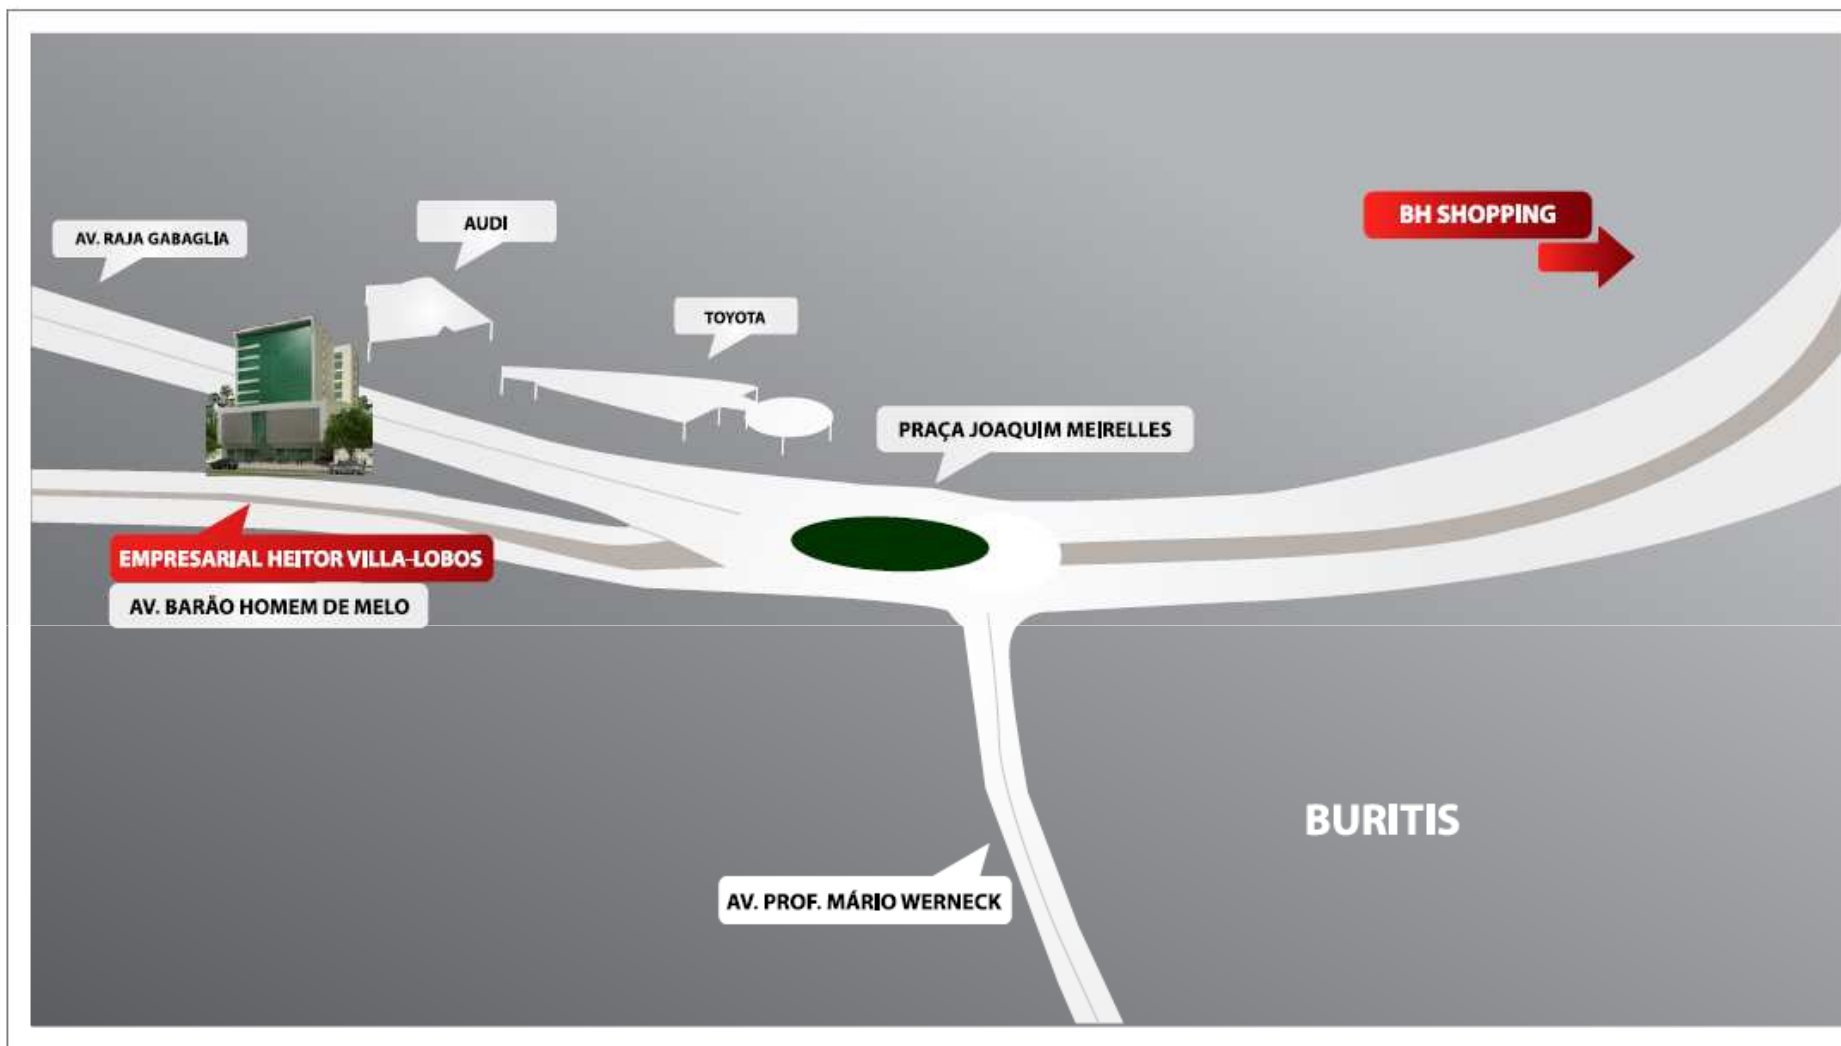 BH SHOPPING
AUDI
AV. RAJA GABAGLIA
TOYOTA
PRAÇA JOAQUIM MEIRELLES
EMPRESARIAL HEITOR VILLA-LOBOS
AV. BARÃO HOMEM DE MELO
BURITIS
AV. PROF. MÁRIO WERNECK